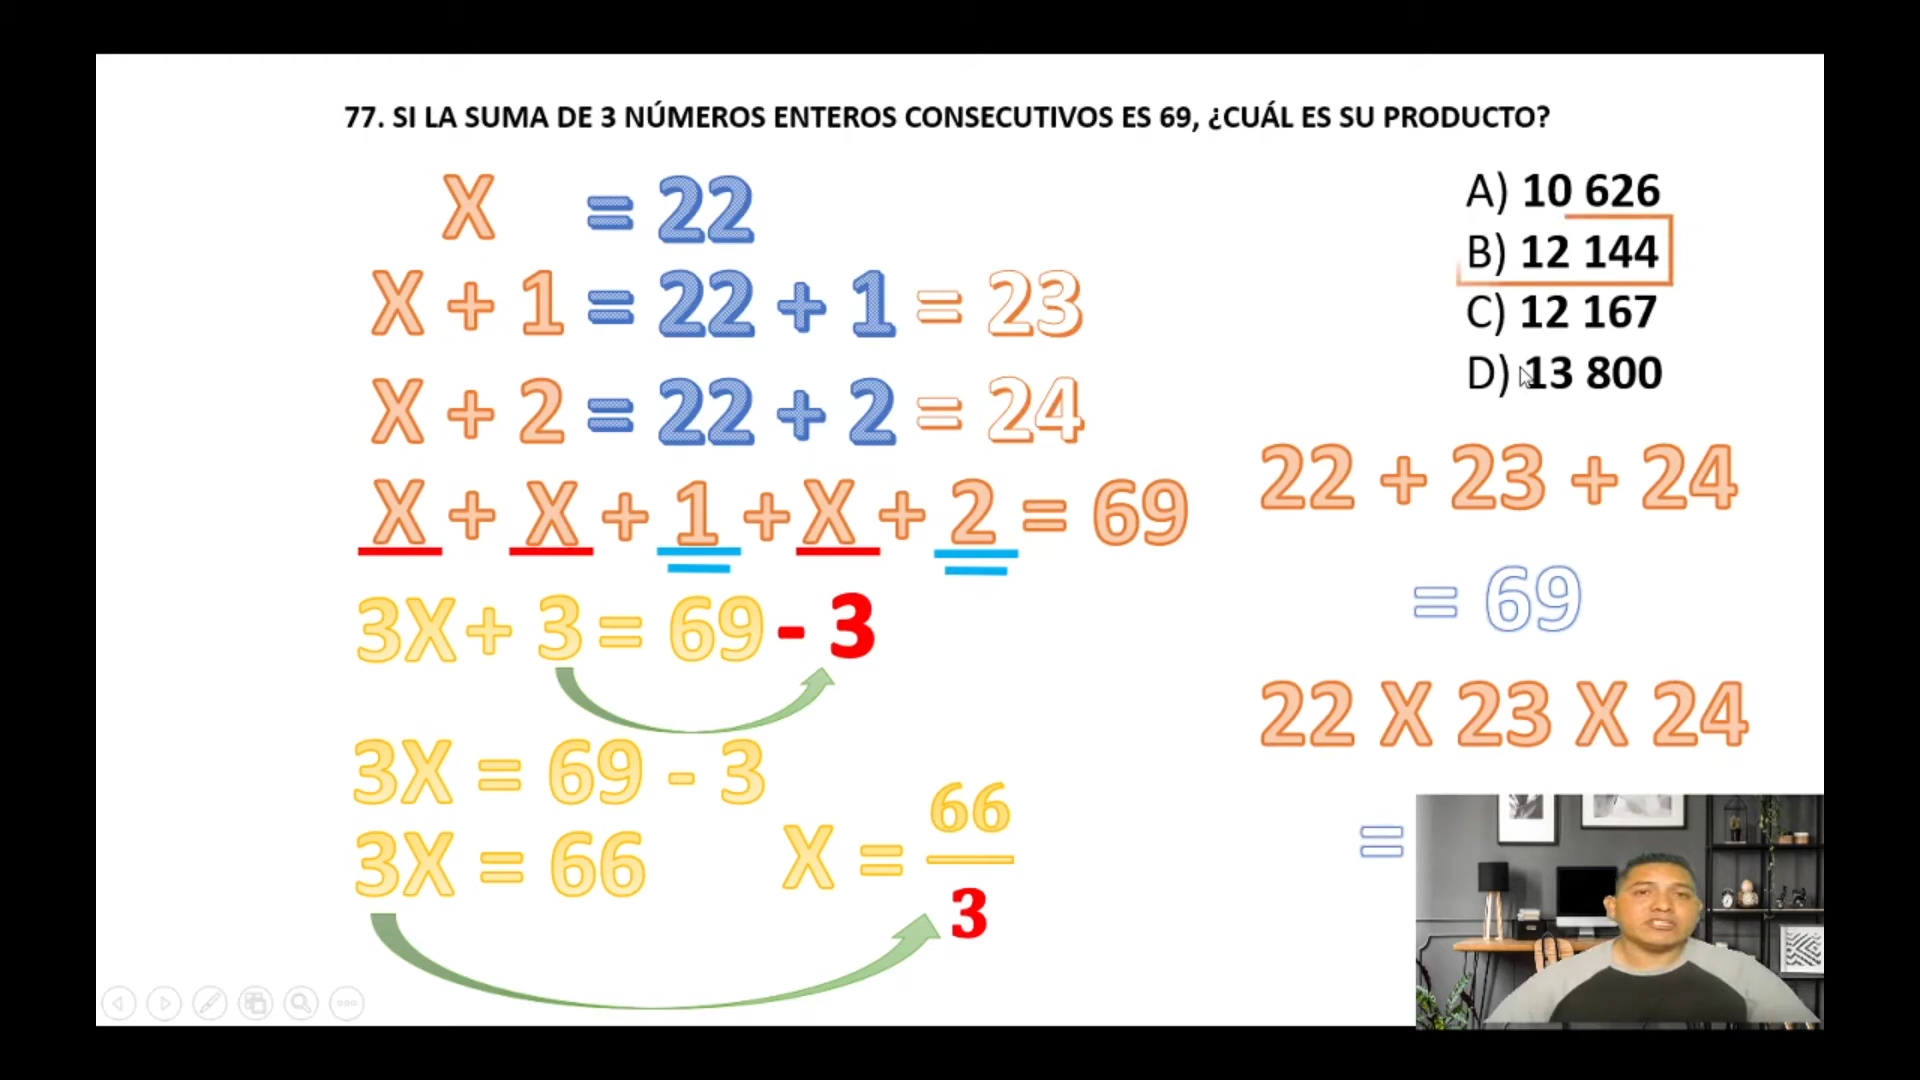 77. SI LA SUMA DE 3 NÚMEROS ENTEROS CONSECUTIVOS ES 69, ¿CUÁL ES SU PRODUCTO?
X = 22
X + 1 = 22 + 1 = 23
X + 2 = 22 + 2 = 24
X + X + 1 + X + 2 = 69
3X + 3 = 69 - 3
3X = 69 - 3
3X = 66
X = 66
3
A) 10 626
B) 12 144
C) 12 167
D) 13 800
22 + 23 + 24
= 69
22 X 23 X 24
=